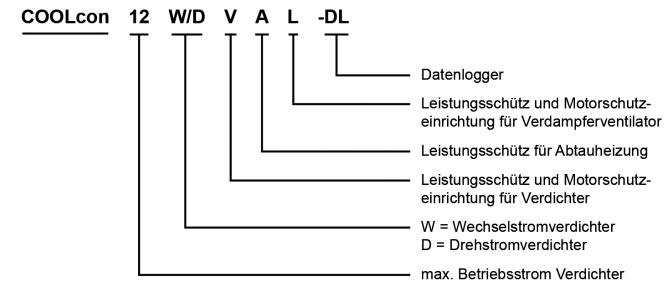 COOLcon 12 W/D V A L -DL
Datenlogger
Leistungsschütz und Motorschutz-
einrichtung für Verdampferventilator
Leistungsschütz für Abtauheizung
Leistungsschütz und Motorschutz-
einrichtung für Verdichter
W = Wechselstromverdichter
D = Drehstromverdichter
max. Betriebsstrom Verdichter